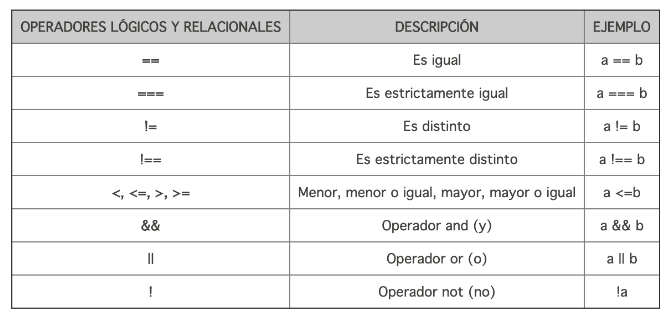 OPERADORES LÓGICOS Y RELACIONALES DESCRIPCIÓN EJEMPLO
== Es igual a == b
=== Es estrictamente igual a === b
!= Es distinto a != b
!== Es estrictamente distinto a !== b
<, <=, >, >= Menor, menor o igual, mayor, mayor o igual a <=b
&& Operador and (y) a && b
|| Operador or (o) a || b
! Operador not (no) !a